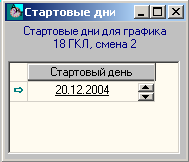 Стартовые дни
Стартовые дни для графика
18 ГКЛ, смена 2
Стартовый день
20.12.2004